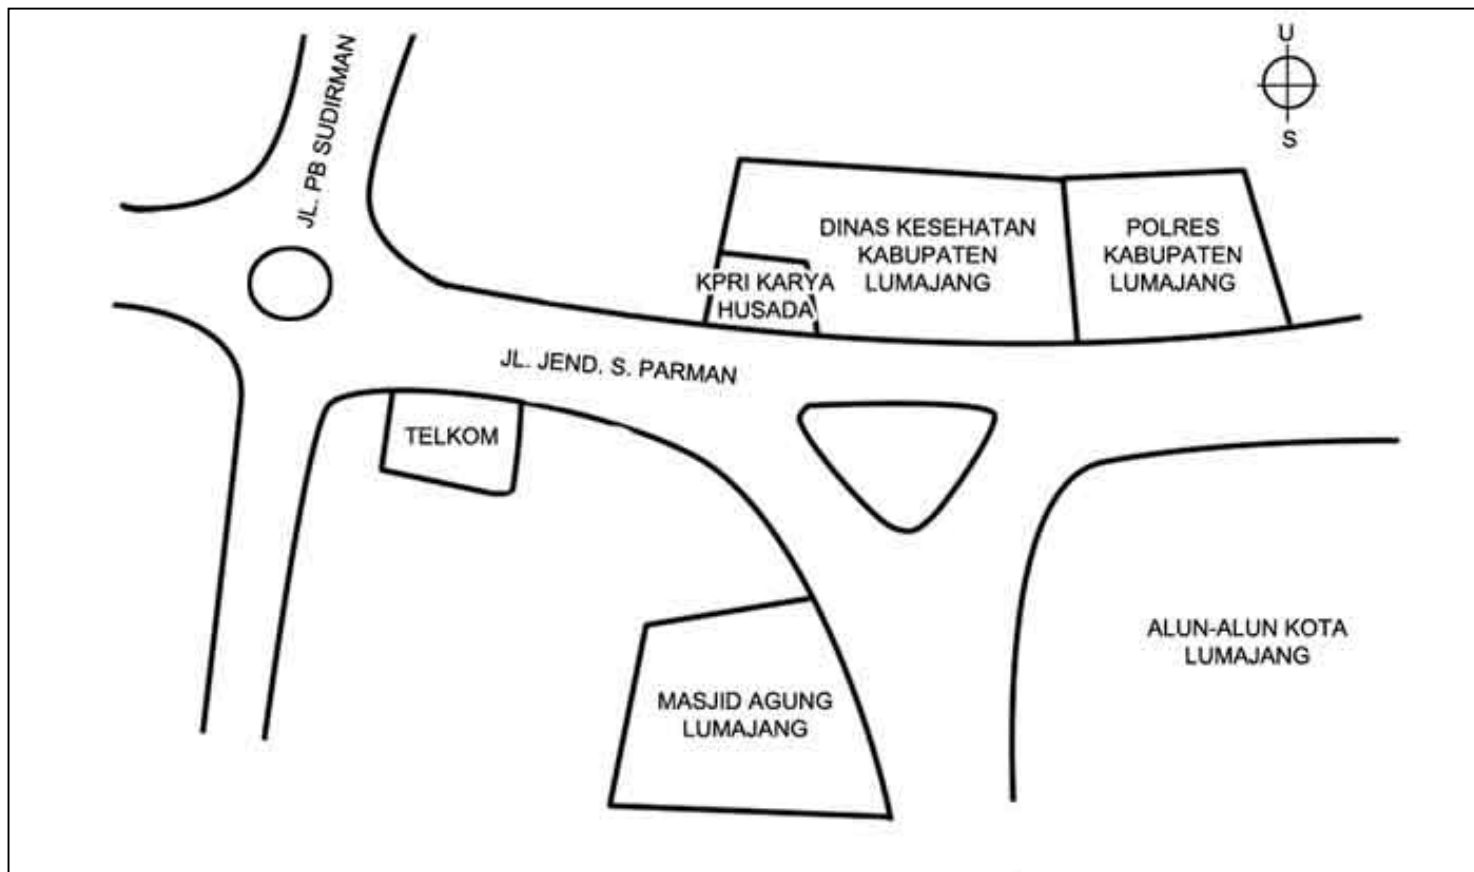 U
S
JL. PB SUDIRMAN
DINAS KESEHATAN
KABUPATEN
LUMAJANG
POLRES
KABUPATEN
LUMAJANG
KPRI KARYA
HUSADA
JL. JEND. S. PARMAN
TELKOM
ALUN-ALUN KOTA
LUMAJANG
MASJID AGUNG
LUMAJANG